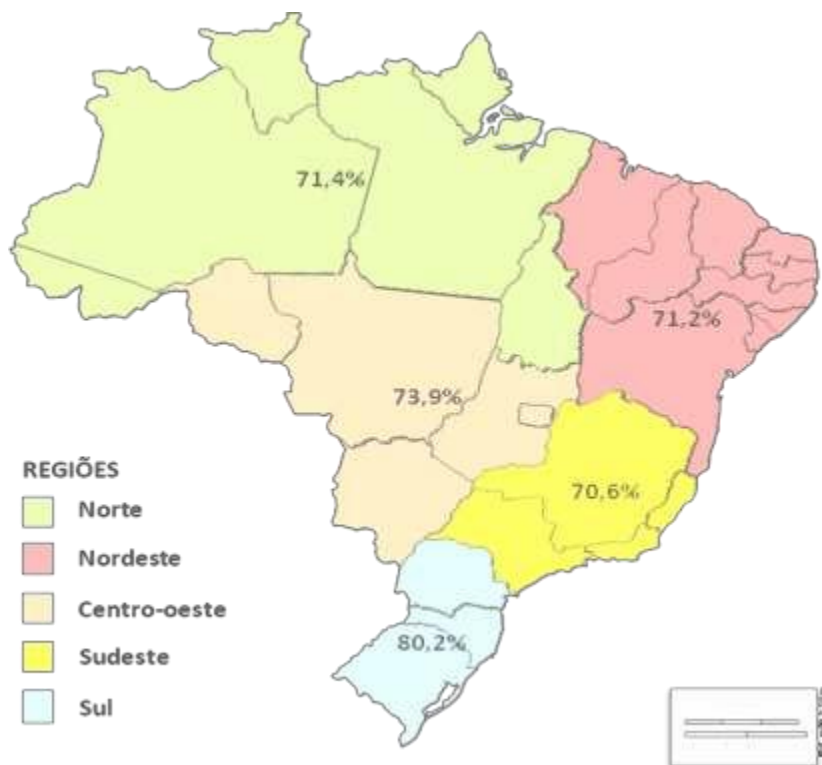 71,4%
71,2%
73,9%
70,6%
80,2%
REGIÕES
Norte
Nordeste
Centro-oeste
Sudeste
Sul